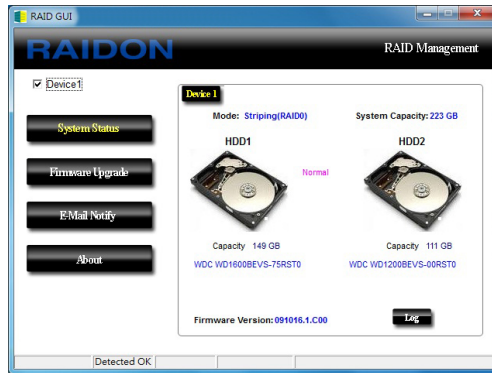 RAID GUI
RAIDON
RAID Management
Device1
Device 1
System Status
Firmware Upgrade
E-Mail Notify
About
Mode: Striping(RAID0) System Capacity: 223 GB
HDD1 HDD2
Normal
Capacity 149 GB Capacity 111 GB
WDC WD1600BEVS-75RST0 WDC WD1200BEVS-00RST0
Firmware Version: 091016.1.C00
Log
Detected OK